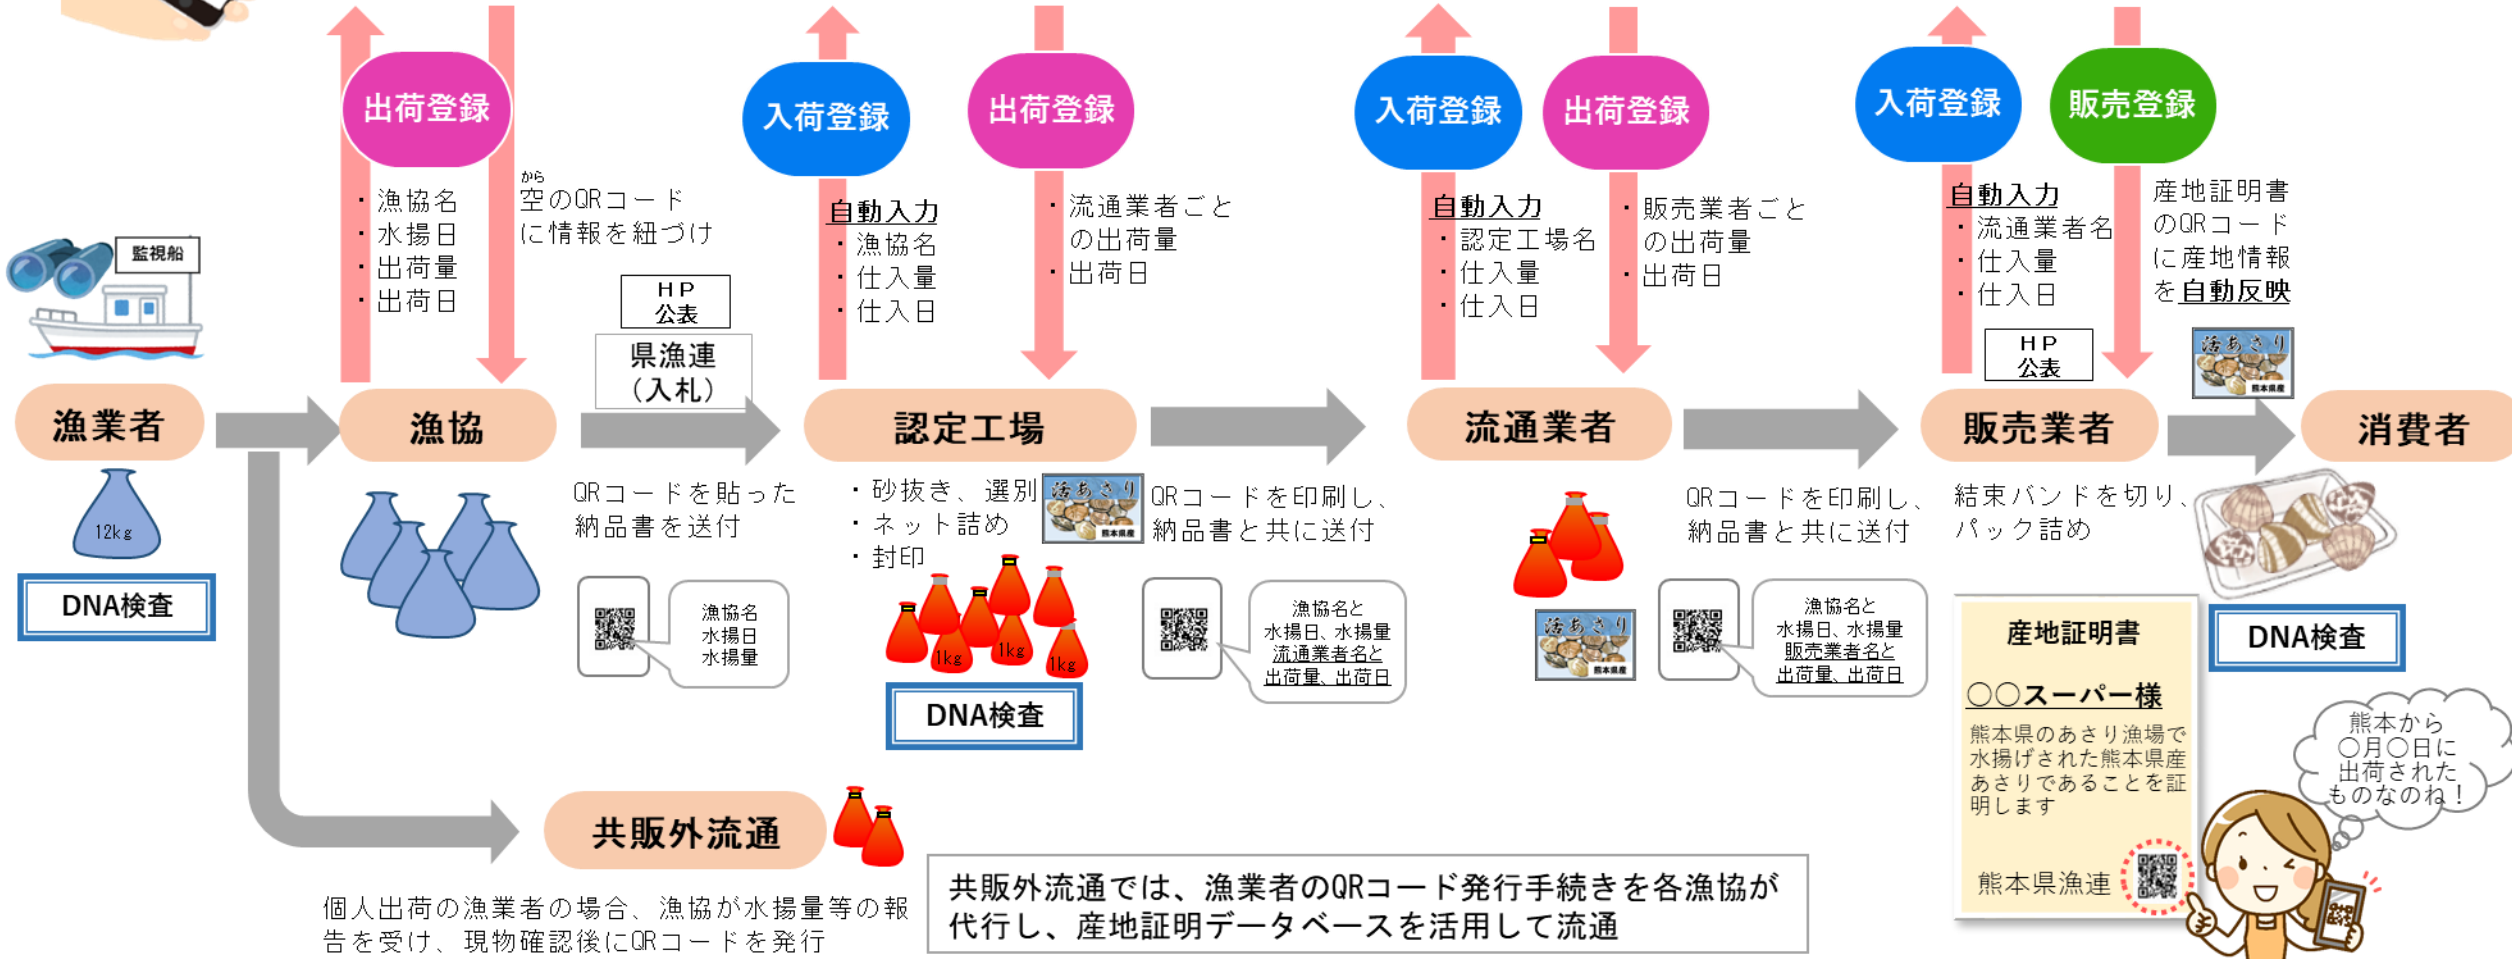 出荷登録
・漁協名
・水揚日
・出荷量
・出荷日
から
空のQRコード
に情報を紐づけ
入荷登録
自動入力
・漁協名
・仕入量
・仕入日
出荷登録
・流通業者ごと
の出荷量
・出荷日
入荷登録
自動入力
・認定工場名
・仕入量
・仕入日
出荷登録
・販売業者ごと
の出荷量
・出荷日
入荷登録
自動入力
・流通業者名
・仕入量
・仕入日
販売登録
産地証明書
のQRコード
に産地情報
を自動反映
監視船
HP
公表
県漁連
(入札)
HP
公表
活あさり
熊本県産
漁業者
漁協
認定工場
流通業者
販売業者
消費者
12kg
DNA検査
QRコードを貼った
納品書を送付
漁協名
水揚日
水揚量
・砂抜き、選別
・ネット詰め
・封印
活あさり
熊本県産
1kg
1kg
1kg
DNA検査
QRコードを印刷し、
納品書と共に送付
漁協名と
水揚日、水揚量
流通業者名と
出荷量、出荷日
活あさり
熊本県産
QRコードを印刷し、
納品書と共に送付
漁協名と
水揚日、水揚量
販売業者名と
出荷量、出荷日
結束バンドを切り、
パック詰め
DNA検査
産地証明書
○○スーパー様
熊本県のあさり漁場で
水揚げされた熊本県産
あさりであることを証
明します
熊本県漁連
熊本から
○月○日に
出荷された
ものなのね！
共販外流通
個人出荷の漁業者の場合、漁協が水揚量等の報
告を受け、現物確認後にQRコードを発行
共販外流通では、漁業者のQRコード発行手続きを各漁協が
代行し、産地証明データベースを活用して流通